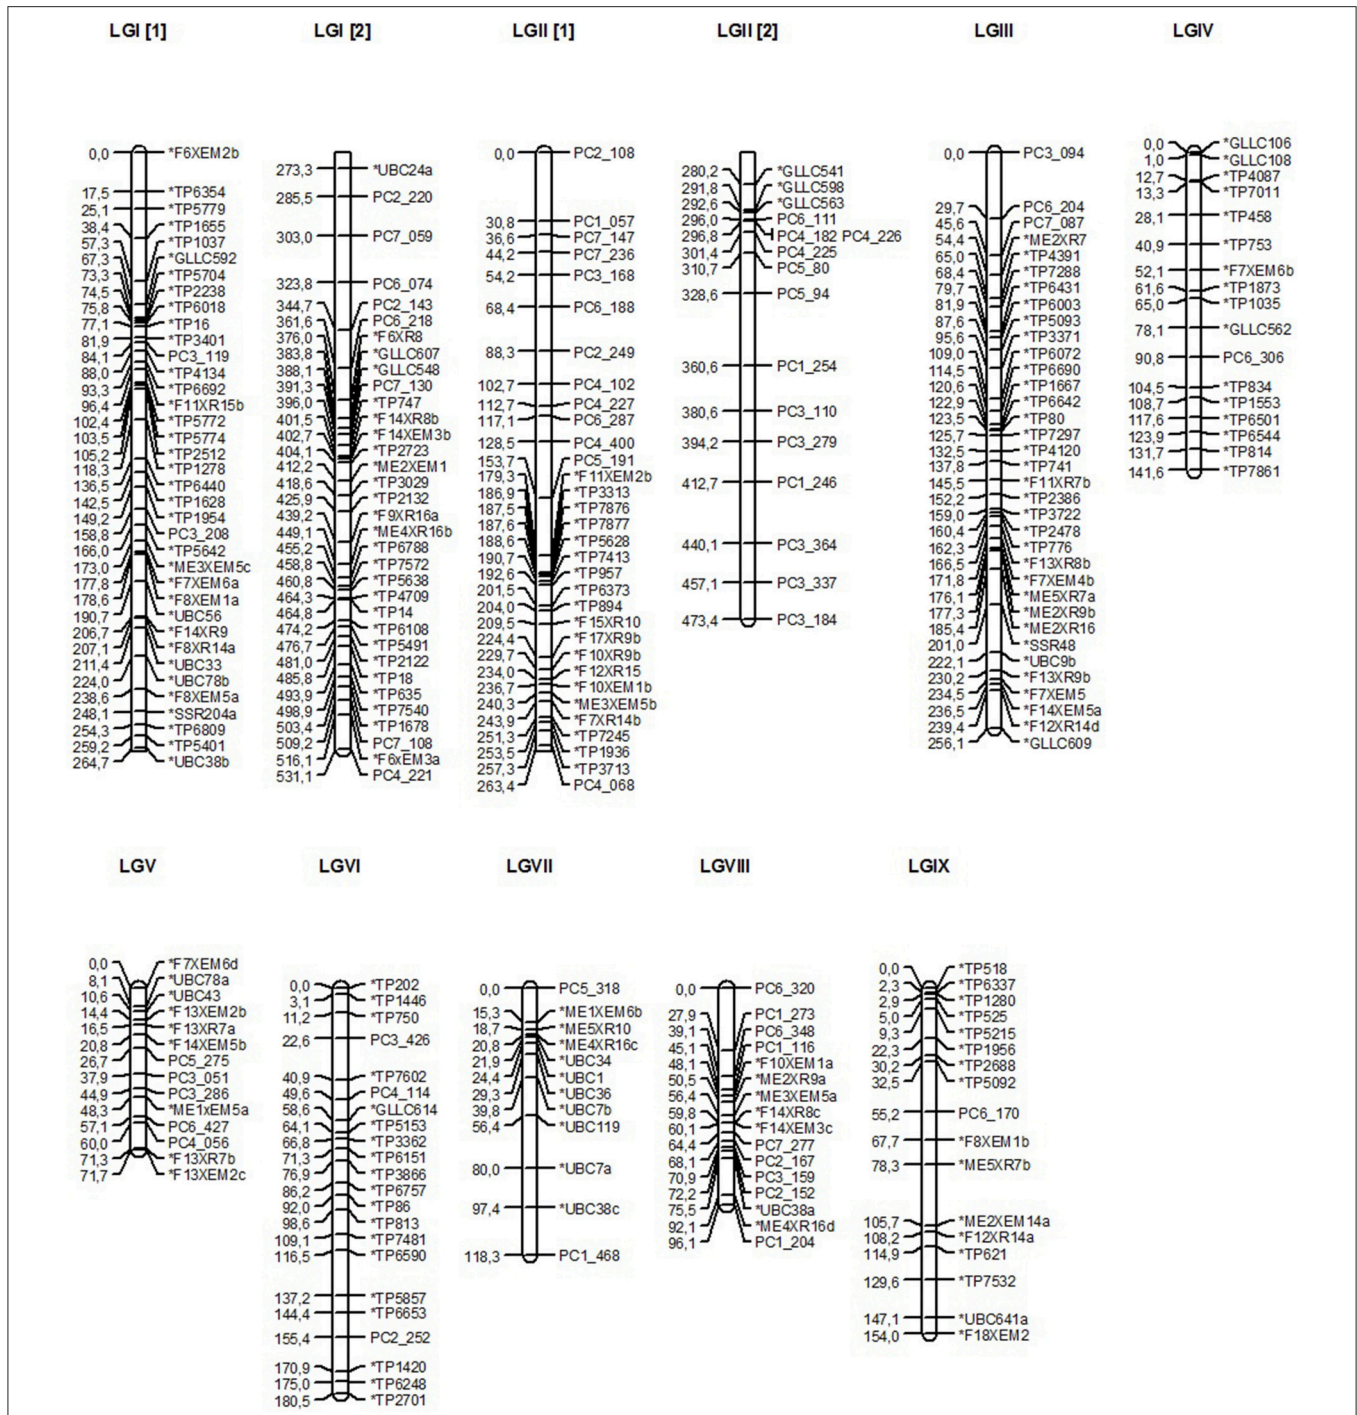 LGI [1]
0,0 *F6XEM2b
17,5 *TP6354
25,1 *TP5779
38,4 *TP1655
57,3 *TP1037
67,3 *GLLC592
73,3 *TP5704
74,5 *TP2238
75,8 *TP6018
77,1 *TP16
81,9 *TP3401
84,1 PC3_119
88,0 *TP4134
93,3 *TP6692
96,4 *F11XR15b
102,4 *TP5772
103,5 *TP5774
105,2 *TP2512
118,3 *TP1278
136,5 *TP6440
142,5 *TP1628
149,2 *TP1954
158,8 PC3_208
166,0 *TP5642
173,0 *ME3XEM5c
177,8 *F7XEM6a
178,6 *F8XEM1a
190,7 *UBC56
206,7 *F14XR9
207,1 *F8XR14a
211,4 *UBC33
224,0 *UBC78b
238,6 *F8XEM5a
248,1 *SSR204a
254,3 *TP6809
259,2 *TP5401
264,7 *UBC38b
LGI [2]
273,3 *UBC24a
285,5 PC2_220
303,0 PC7_059
323,8 PC6_074
344,7 PC2_143
361,6 PC6_218
376,0 *F6XR8
383,8 *GLLC607
388,1 *GLLC548
391,3 PC7_130
396,0 *TP747
401,5 *F14XR8b
402,7 *F14XEM3b
404,1 *TP2723
412,2 *ME2XEM1
418,6 *TP3029
425,9 *TP2132
439,2 *F9XR16a
449,1 *ME4XR16b
455,2 *TP6788
458,8 *TP7572
460,8 *TP5638
464,3 *TP4709
464,8 *TP14
474,2 *TP6108
476,7 *TP5491
481,0 *TP2122
485,8 *TP18
493,9 *TP635
498,9 *TP7540
503,4 *TP1678
509,2 PC7_108
516,1 *F6xEM3a
531,1 PC4_221
LGII [1]
0,0 PC2_108
30,8 PC1_057
36,6 PC7_147
44,2 PC7_236
54,2 PC3_168
68,4 PC6_188
88,3 PC2_249
102,7 PC4_102
112,7 PC4_227
117,1 PC6_287
128,5 PC4_400
153,7 PC5_191
179,3 *F11XEM2b
186,9 *TP3313
187,5 *TP7876
187,6 *TP7877
188,6 *TP5628
190,7 *TP7413
192,6 *TP957
201,5 *TP6373
204,0 *TP894
209,5 *F15XR10
224,4 *F17XR9b
229,7 *F10XR9b
234,0 *F12XR15
236,7 *F10XEM1b
240,3 *ME3XEM5b
243,9 *F7XR14b
251,3 *TP7245
253,5 *TP1936
257,3 *TP3713
263,4 PC4_068
LGII [2]
280,2 *GLLC541
291,8 *GLLC598
292,6 *GLLC563
296,0 PC6_111
296,8 PC4_182 PC4_226
301,4 PC4_225
310,7 PC5_80
328,6 PC5_94
360,6 PC1_254
380,6 PC3_110
394,2 PC3_279
412,7 PC1_246
440,1 PC3_364
457,1 PC3_337
473,4 PC3_184
LGIII
0,0 PC3_094
29,7 PC6_204
45,6 PC7_087
54,4 *ME2XR7
65,0 *TP4391
68,4 *TP7288
79,7 *TP6431
81,9 *TP6003
87,6 *TP5093
95,6 *TP3371
109,0 *TP6072
114,5 *TP6690
120,6 *TP1667
122,9 *TP6642
123,5 *TP80
125,7 *TP7297
132,5 *TP4120
137,8 *TP741
145,5 *F11XR7b
152,2 *TP2386
159,0 *TP3722
160,4 *TP2478
162,3 *TP776
166,5 *F13XR8b
171,8 *F7XEM4b
176,1 *ME5XR7a
177,3 *ME2XR9b
185,4 *ME2XR16
201,0 *SSR48
222,1 *UBC9b
230,2 *F13XR9b
234,5 *F7XEM5
236,5 *F14XEM5a
239,4 *F12XR14d
256,1 *GLLC609
LGIV
0,0 *GLLC106
1,0 *GLLC108
12,7 *TP4087
13,3 *TP7011
28,1 *TP458
40,9 *TP753
52,1 *F7XEM6b
61,6 *TP1873
65,0 *TP1035
78,1 *GLLC562
90,8 PC6_306
104,5 *TP834
108,7 *TP1553
117,6 *TP6501
123,9 *TP6544
131,7 *TP814
141,6 *TP7861
LGV
0,0 *F7XEM6d
8,1 *UBC78a
10,6 *UBC43
14,4 *F13XEM2b
16,5 *F13XR7a
20,8 *F14XEM5b
26,7 PC5_275
37,9 PC3_051
44,9 PC3_286
48,3 *ME1xEM5a
57,1 PC6_427
60,0 PC4_056
71,3 *F13XR7b
71,7 *F13XEM2c
LGVI
0,0 *TP202
3,1 *TP1446
11,2 *TP750
22,6 PC3_426
40,9 *TP7602
49,6 PC4_114
58,6 *GLLC614
64,1 *TP5153
66,8 *TP3362
71,3 *TP6151
76,9 *TP3866
86,2 *TP6757
92,0 *TP86
98,6 *TP813
109,1 *TP7481
116,5 *TP6590
137,2 *TP5857
144,4 *TP6653
155,4 PC2_252
170,9 *TP1420
175,0 *TP6248
180,5 *TP2701
LGVII
0,0 PC5_318
15,3 *ME1XEM6b
18,7 *ME5XR10
20,8 *ME4XR16c
21,9 *UBC34
24,4 *UBC1
29,3 *UBC36
39,8 *UBC7b
56,4 *UBC119
80,0 *UBC7a
97,4 *UBC38c
118,3 PC1_468
LGVIII
0,0 PC6_320
27,9 PC1_273
39,1 PC6_348
45,1 PC1_116
48,1 *F10XEM1a
50,5 *ME2XR9a
56,4 *ME3XEM5a
59,8 *F14XR8c
60,1 *F14XEM3c
64,4 PC7_277
68,1 PC2_167
70,9 PC3_159
72,2 PC2_152
75,5 *UBC38a
92,1 *ME4XR16d
96,1 PC1_204
LGIX
0,0 *TP518
2,3 *TP6337
2,9 *TP1280
5,0 *TP525
9,3 *TP5215
22,3 *TP1956
30,2 *TP2688
32,5 *TP5092
55,2 PC6_170
67,7 *F8XEM1b
78,3 *ME5XR7b
105,7 *ME2XEM14a
108,2 *F12XR14a
114,9 *TP621
129,6 *TP7532
147,1 *UBC641a
154,0 *F18XEM2